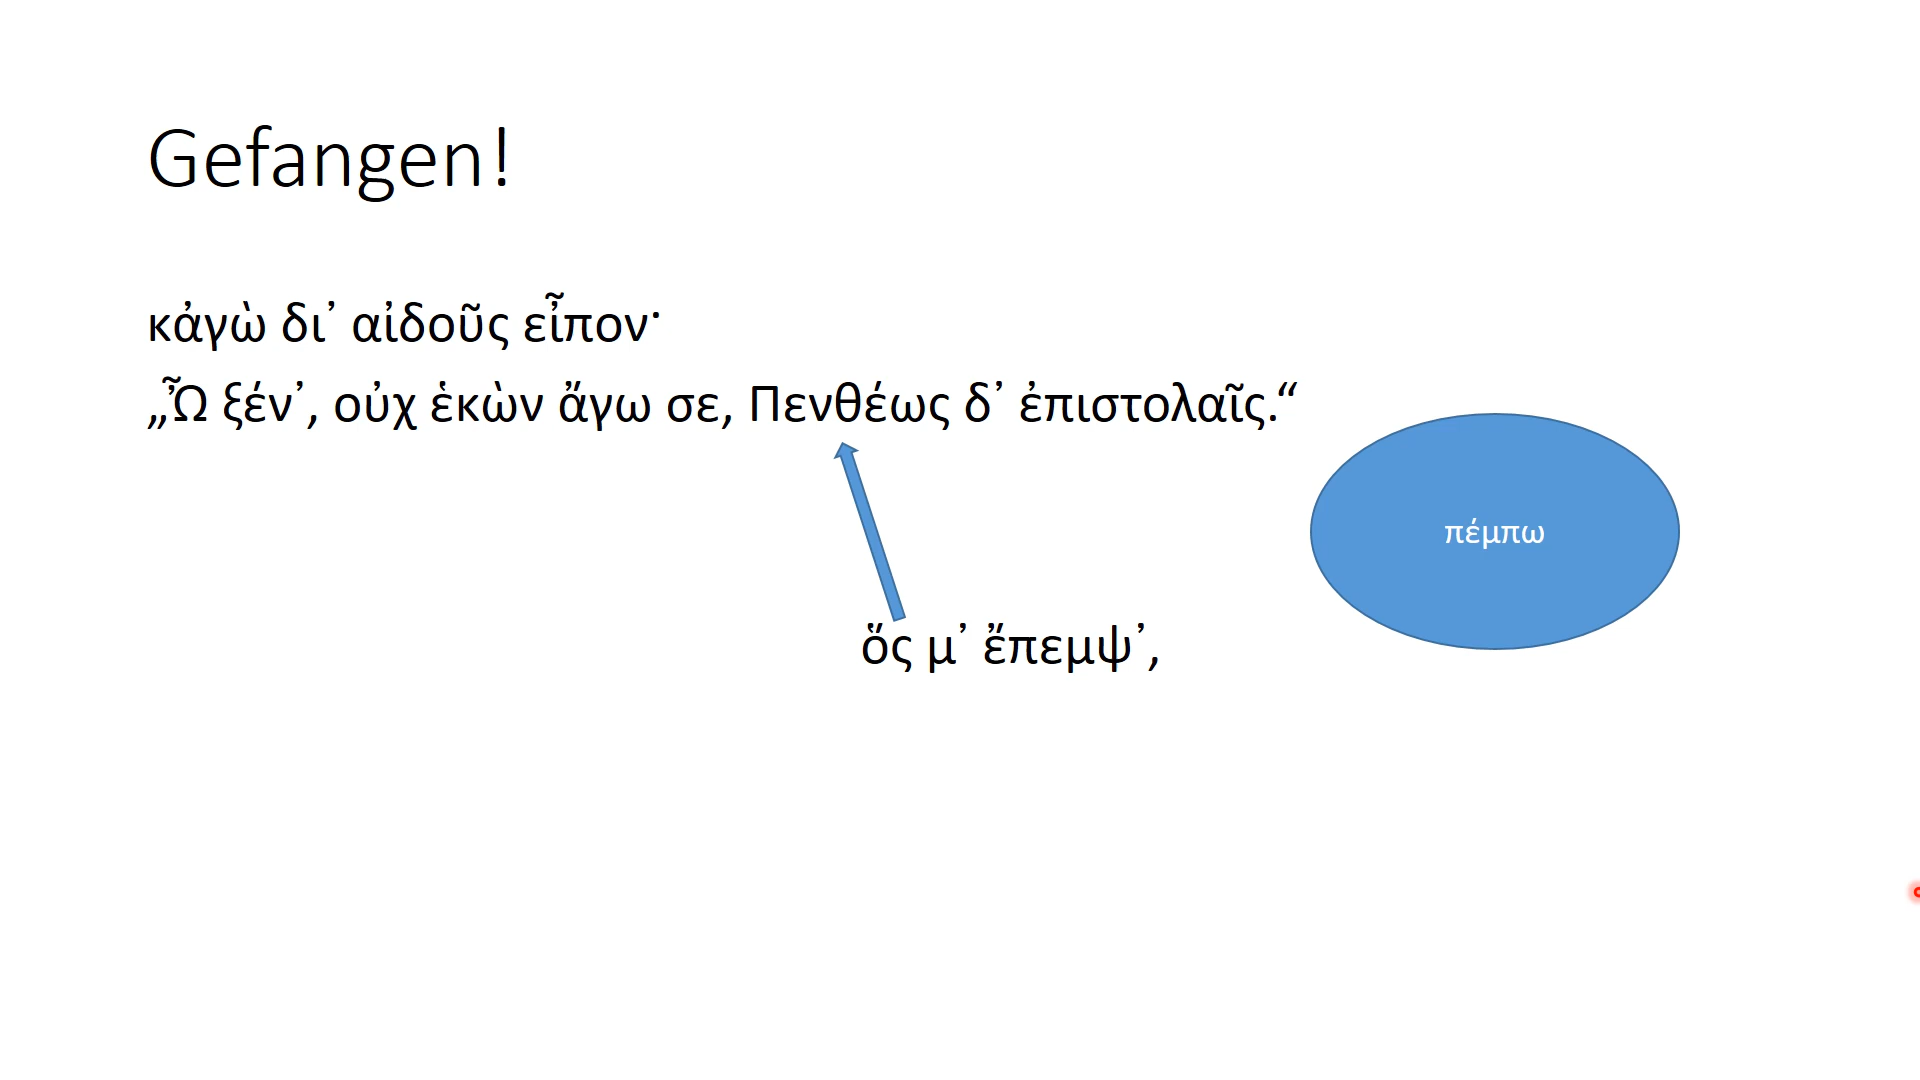 Gefangen!
κἀγὼ δι᾽ αἰδοῦς εἶπον·
„Ὦ ξέν᾽, οὐχ ἑκὼν ἄγω σε, Πενθέως δ᾽ ἐπιστολαῖς.“
πέμπω
ὅς μ᾽ ἔπεμψ᾽,